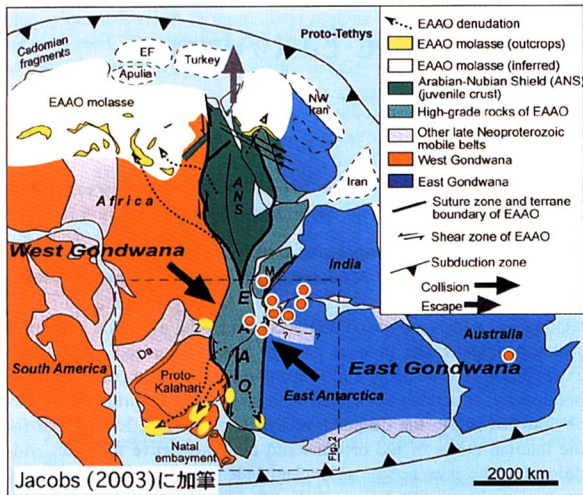 Cadomian
fragments
EF
Apulia
Turkey
Proto-Tethys
EAAO molasse
NW
Iran
Iran
Africa
ANS
West Gondwana
M
India
E
A
A
O
Z
Da
? ?
South America
Proto-
Kalahari
East Antarctica
East Gondwana
Australia
Natal
embayment
Fig. 2
2000 km
Jacobs (2003)に加筆
EAAO denudation
EAAO molasse (outcrops)
EAAO molasse (inferred)
Arabian-Nubian Shield (ANS)
(juvenile crust)
High-grade rocks of EAAO
Other late Neoproterozoic
mobile belts
West Gondwana
East Gondwana
Suture zone and terrane
boundary of EAAO
Shear zone of EAAO
Subduction zone
Collision
Escape